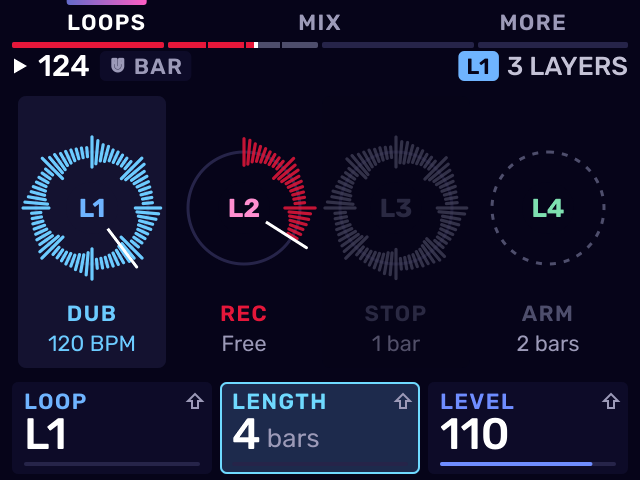 LOOPS MIX MORE
124 BAR L1 3 LAYERS
L1 L2 L3 L4
DUB REC STOP ARM
120 BPM Free 1 bar 2 bars
LOOP LENGTH LEVEL
L1 4 bars 110